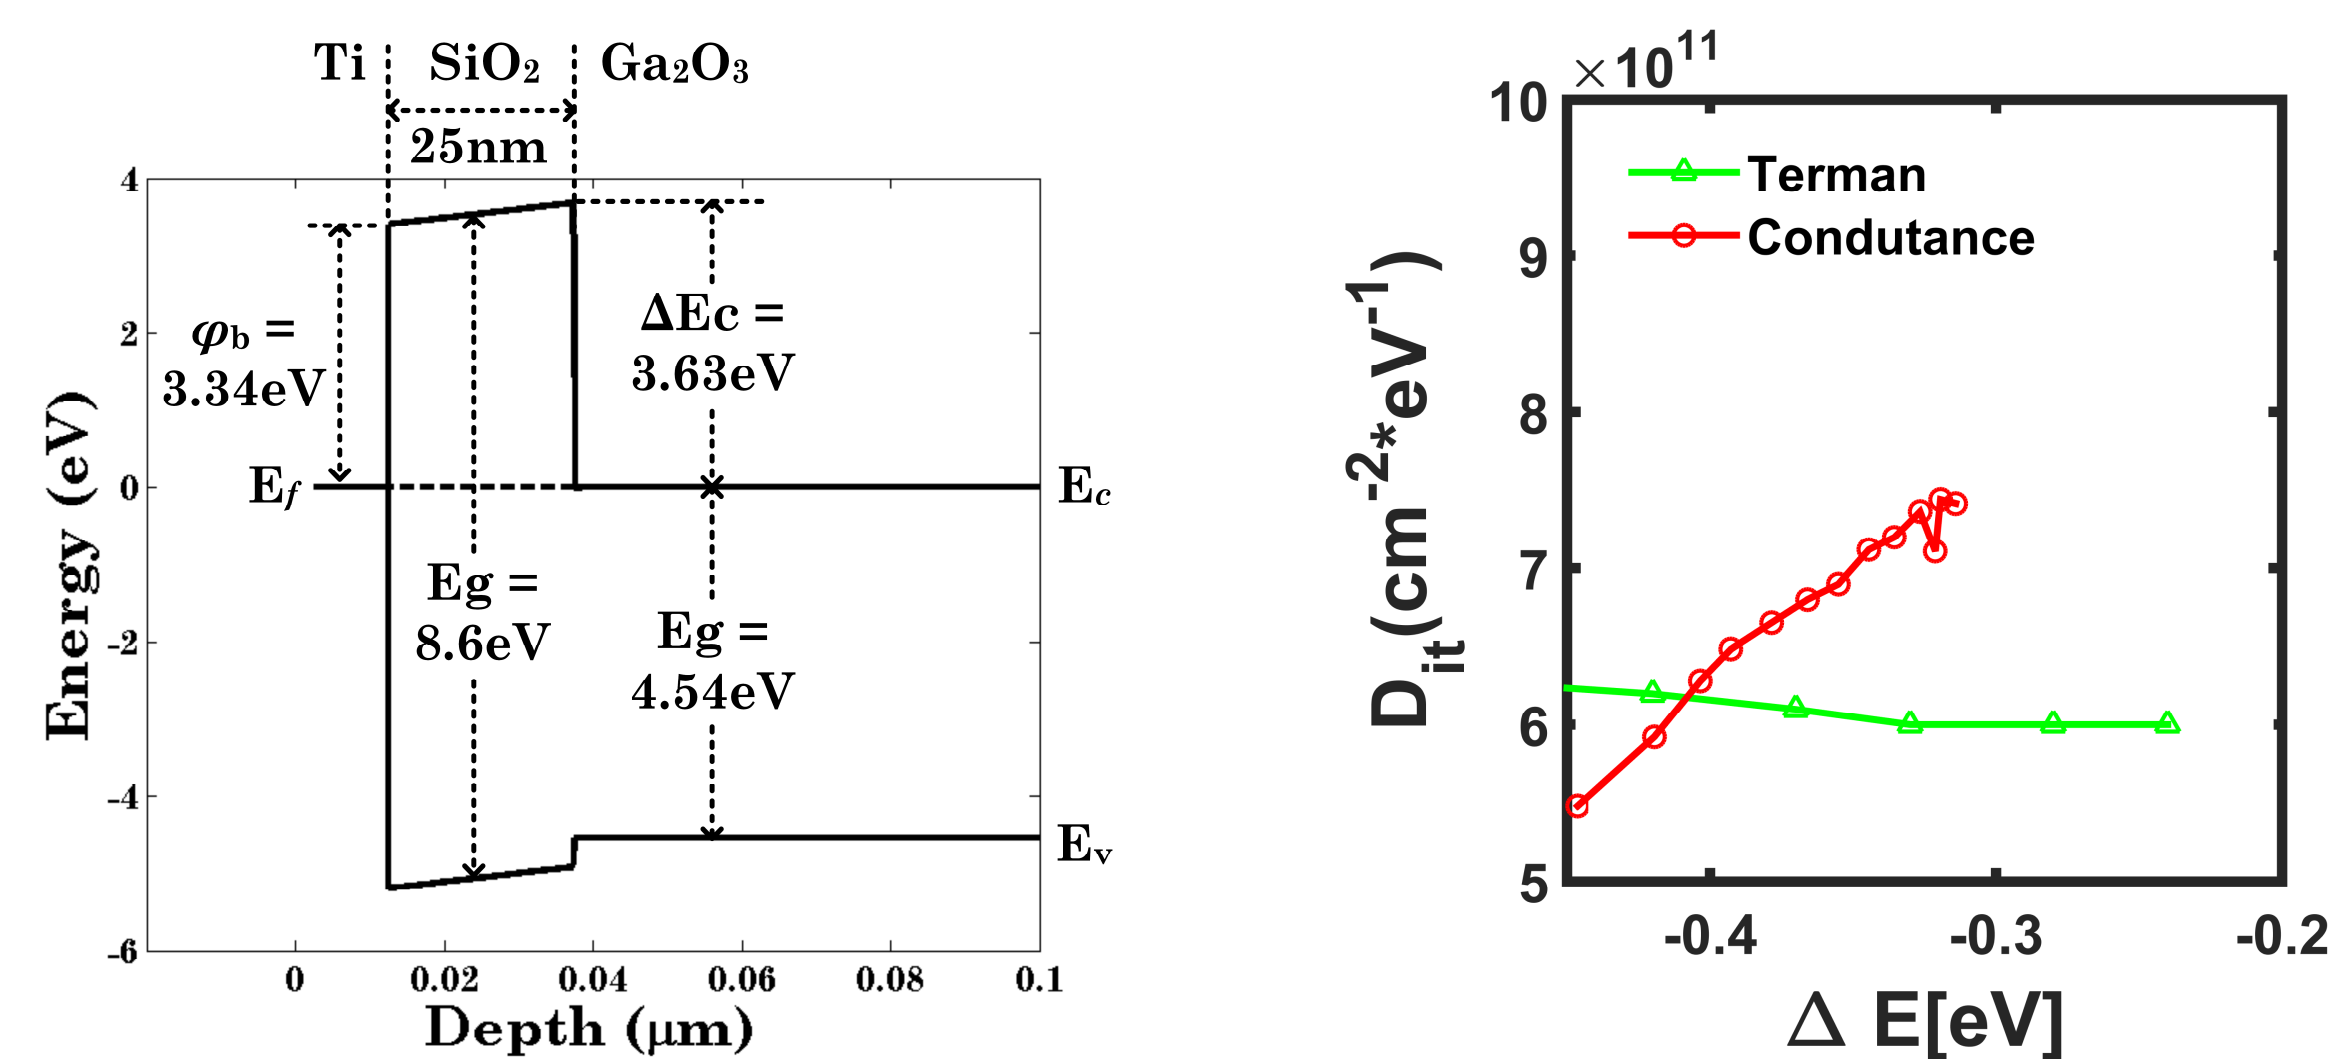 Ti
SiO₂
Ga₂O₃
25nm
4
2
0
-2
-4
-6
Energy (eV)
φb =
3.34eV
ΔEc =
3.63eV
Ef
Ec
Eg =
8.6eV
Eg =
4.54eV
Ev
0
0.02
0.04
0.06
0.08
0.1
Depth (μm)
×10¹¹
10
9
8
7
6
5
Dit(cm⁻²*eV⁻¹)
Terman
Condutance
-0.4
-0.3
-0.2
Δ E[eV]